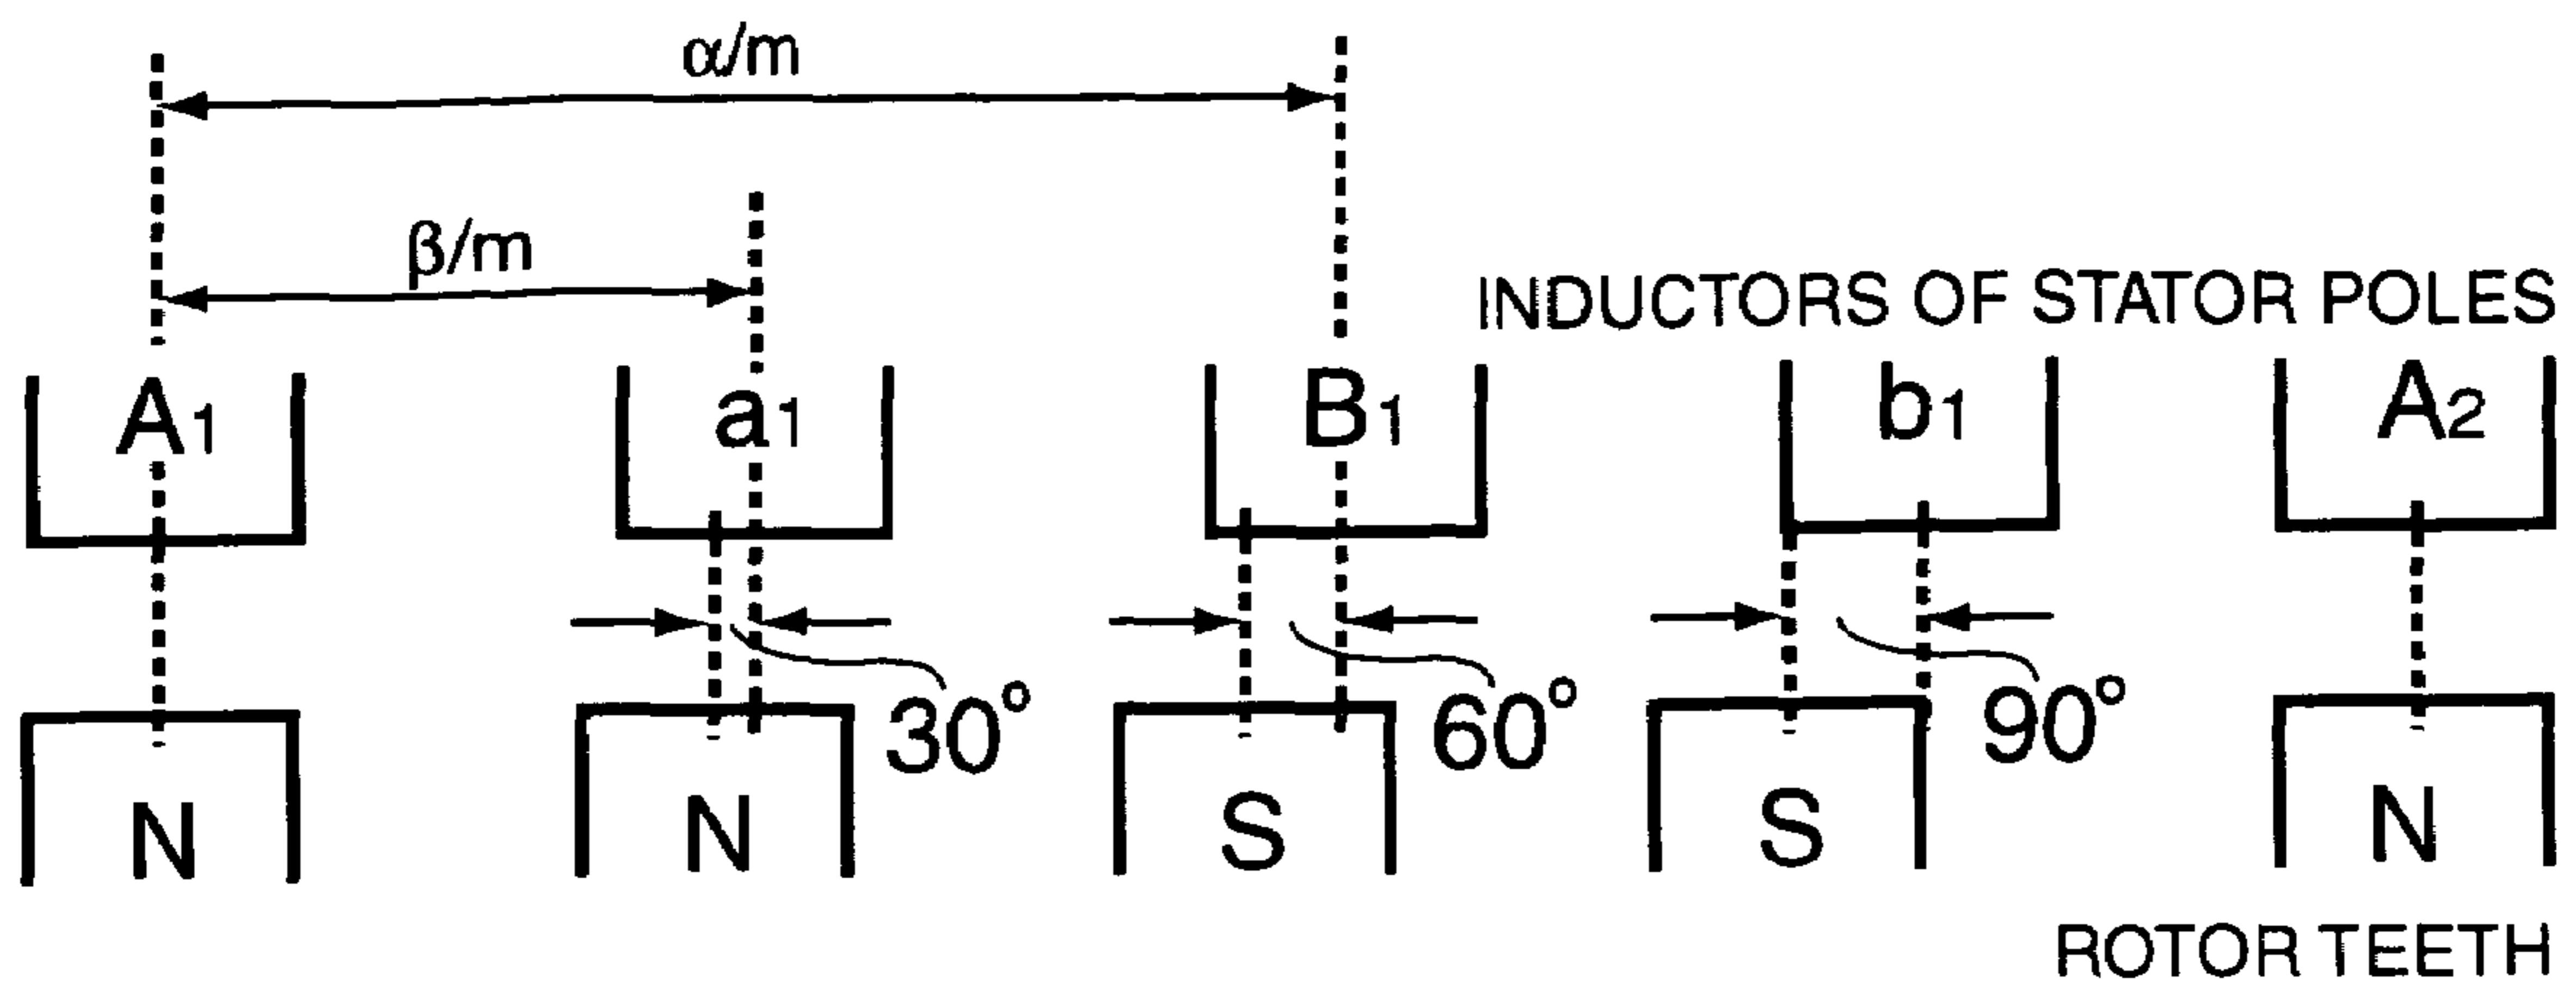 α/m
β/m
INDUCTORS OF STATOR POLES
A1 a1 B1 b1 A2
30° 60° 90°
N N S S N
ROTOR TEETH